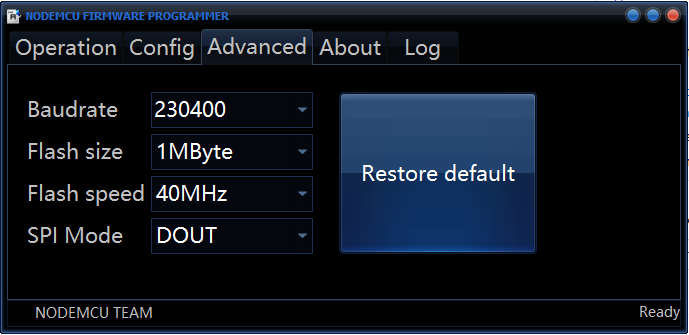 NODEMCU FIRMWARE PROGRAMMER
Operation Config Advanced About Log
Baudrate 230400
Flash size 1MByte
Flash speed 40MHz
SPI Mode DOUT
Restore default
NODEMCU TEAM Ready